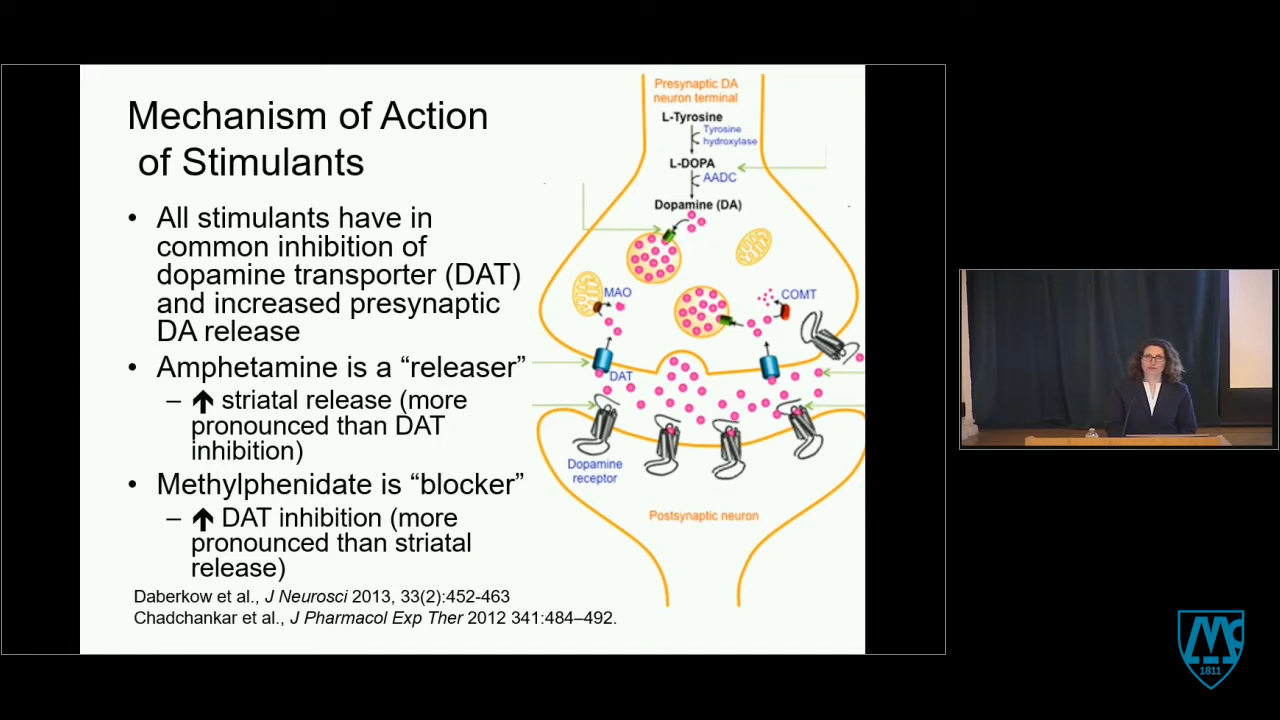 Mechanism of Action
of Stimulants
• All stimulants have in
common inhibition of
dopamine transporter (DAT)
and increased presynaptic
DA release
• Amphetamine is a “releaser”
– 🡅 striatal release (more
pronounced than DAT
inhibition)
• Methylphenidate is “blocker”
– 🡅 DAT inhibition (more
pronounced than striatal
release)
Daberkow et al., J Neurosci 2013, 33(2):452-463
Chadchankar et al., J Pharmacol Exp Ther 2012 341:484–492.
Presynaptic DA
neuron terminal
L-Tyrosine
Tyrosine
hydroxylase
L-DOPA
AADC
Dopamine (DA)
MAO
COMT
DAT
Dopamine
receptor
Postsynaptic neuron
Mc
1811